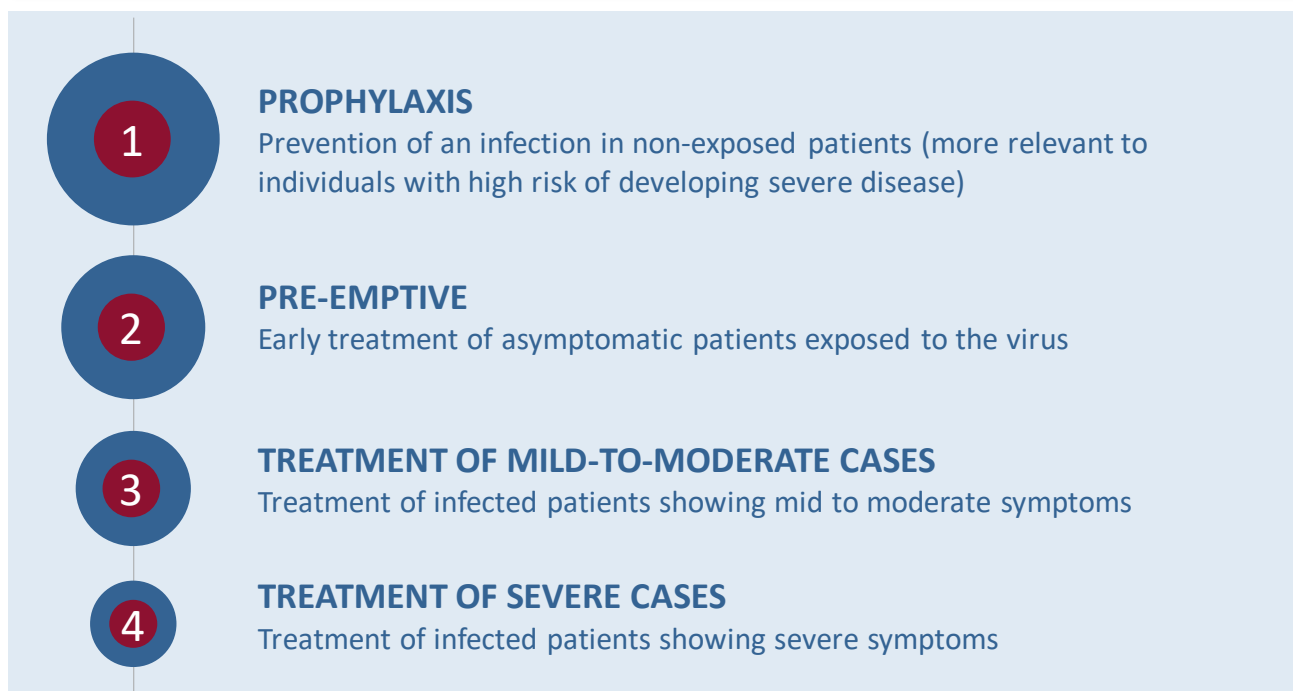 1
PROPHYLAXIS
Prevention of an infection in non-exposed patients (more relevant to
individuals with high risk of developing severe disease)
2
PRE-EMPTIVE
Early treatment of asymptomatic patients exposed to the virus
3
TREATMENT OF MILD-TO-MODERATE CASES
Treatment of infected patients showing mid to moderate symptoms
4
TREATMENT OF SEVERE CASES
Treatment of infected patients showing severe symptoms